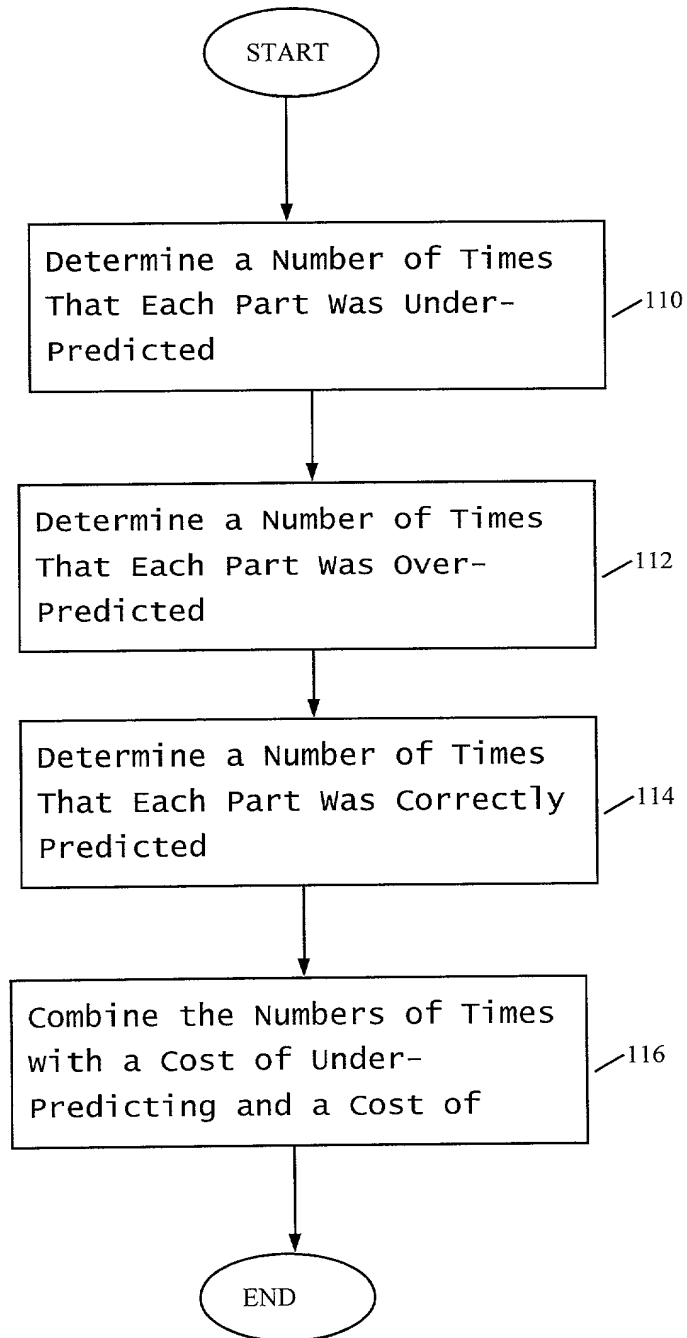 START
Determine a Number of Times
That Each Part Was Under-
Predicted
110
Determine a Number of Times
That Each Part Was Over-
Predicted
112
Determine a Number of Times
That Each Part Was Correctly
Predicted
114
Combine the Numbers of Times
with a Cost of Under-
Predicting and a Cost of
116
END